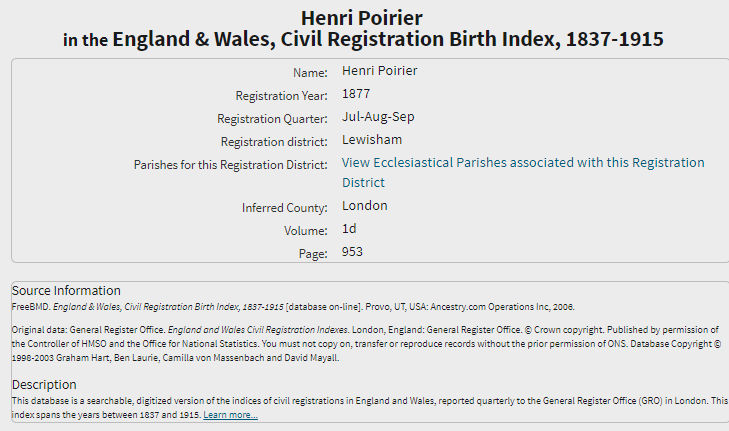 Henri Poirier
in the England & Wales, Civil Registration Birth Index, 1837-1915
Name: Henri Poirier
Registration Year: 1877
Registration Quarter: Jul-Aug-Sep
Registration district: Lewisham
Parishes for this Registration District: View Ecclesiastical Parishes associated with this Registration
District
Inferred County: London
Volume: 1d
Page: 953
Source Information
FreeBMD. England & Wales, Civil Registration Birth Index, 1837-1915 [database on-line]. Provo, UT, USA: Ancestry.com Operations Inc, 2006.
Original data: General Register Office. England and Wales Civil Registration Indexes. London, England: General Register Office. © Crown copyright. Published by permission of
the Controller of HMSO and the Office for National Statistics. You must not copy on, transfer or reproduce records without the prior permission of ONS. Database Copyright ©
1998-2003 Graham Hart, Ben Laurie, Camilla von Massenbach and David Mayall.
Description
This database is a searchable, digitized version of the indices of civil registrations in England and Wales, reported quarterly to the General Register Office (GRO) in London. This
index spans the years between 1837 and 1915. Learn more...